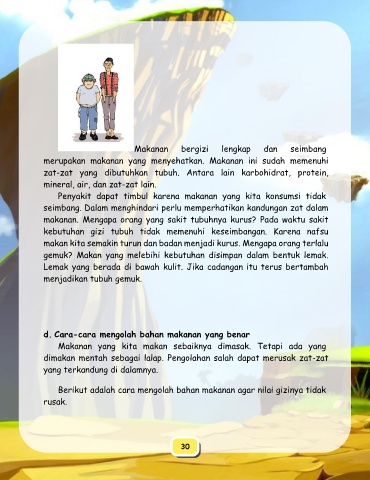 Makanan bergizi lengkap dan seimbang
merupakan makanan yang menyehatkan. Makanan ini sudah memenuhi
zat-zat yang dibutuhkan tubuh. Antara lain karbohidrat, protein,
mineral, air, dan zat-zat lain.
Penyakit dapat timbul karena makanan yang kita konsumsi tidak
seimbang. Dalam menghindari perlu memperhatikan kandungan zat dalam
makanan. Mengapa orang yang sakit tubuhnya kurus? Pada waktu sakit
kebutuhan gizi tubuh tidak memenuhi keseimbangan. Karena nafsu
makan kita semakin turun dan badan menjadi kurus. Mengapa orang terlalu
gemuk? Makan yang melebihi kebutuhan disimpan dalam bentuk lemak.
Lemak yang berada di bawah kulit. Jika cadangan itu terus bertambah
menjadikan tubuh gemuk.
d. Cara-cara mengolah bahan makanan yang benar
Makanan yang kita makan sebaiknya dimasak. Tetapi ada yang
dimakan mentah sebagai lalap. Pengolahan salah dapat merusak zat-zat
yang terkandung di dalamnya.
Berikut adalah cara mengolah bahan makanan agar nilai gizinya tidak
rusak.
30